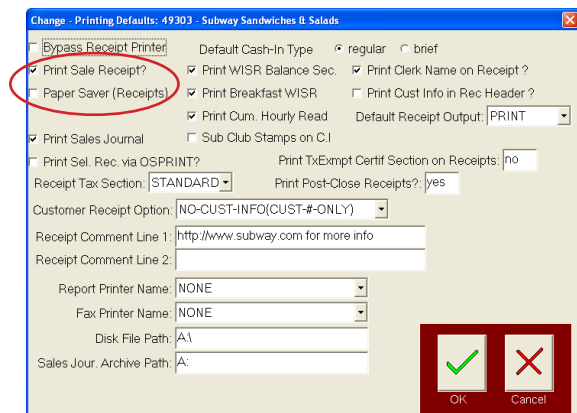 Change - Printing Defaults: 49303 - Subway Sandwiches & Salads
Bypass Receipt Printer Default Cash-In Type regular brief
Print Sale Receipt? Print WISR Balance Sec. Print Clerk Name on Receipt ?
Paper Saver (Receipts) Print Breakfast WISR Print Cust Info in Rec Header ?
Print Cum. Hourly Read Default Receipt Output: PRINT
Print Sales Journal Sub Club Stamps on C.I
Print Sel. Rec. via OSPRINT? Print TxExmpt Certif Section on Receipts: no
Receipt Tax Section: STANDARD Print Post-Close Receipts?: yes
Customer Receipt Option: NO-CUST-INFO(CUST-#-ONLY)
Receipt Comment Line 1: http://www.subway.com for more info
Receipt Comment Line 2:
Report Printer Name: NONE
Fax Printer Name: NONE
Disk File Path: A:\
Sales Jour. Archive Path: A:
OK Cancel